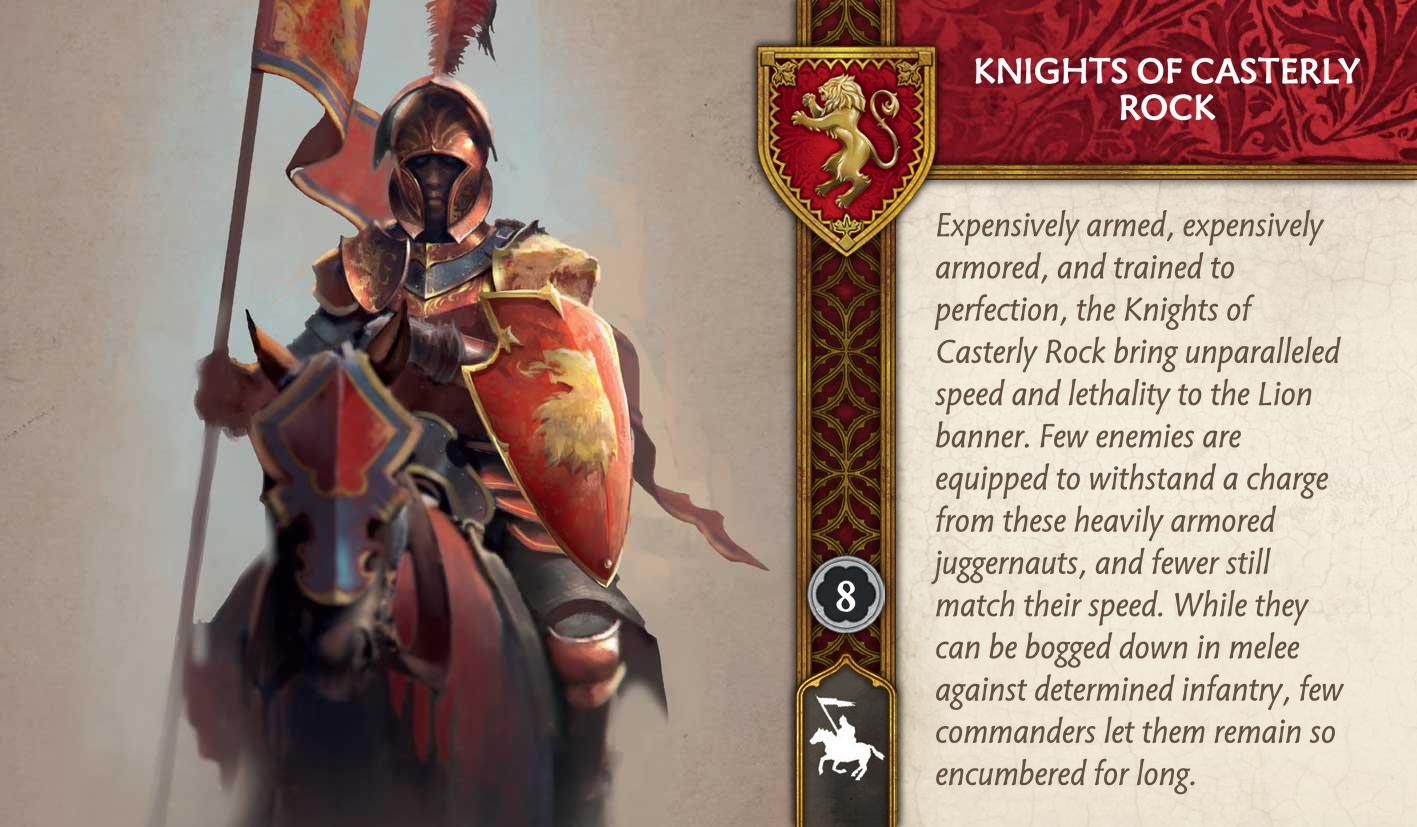 KNIGHTS OF CASTERLY
ROCK
Expensively armed, expensively
armored, and trained to
perfection, the Knights of
Casterly Rock bring unparalleled
speed and lethality to the Lion
banner. Few enemies are
equipped to withstand a charge
from these heavily armored
juggernauts, and fewer still
match their speed. While they
can be bogged down in melee
against determined infantry, few
commanders let them remain so
encumbered for long.
8